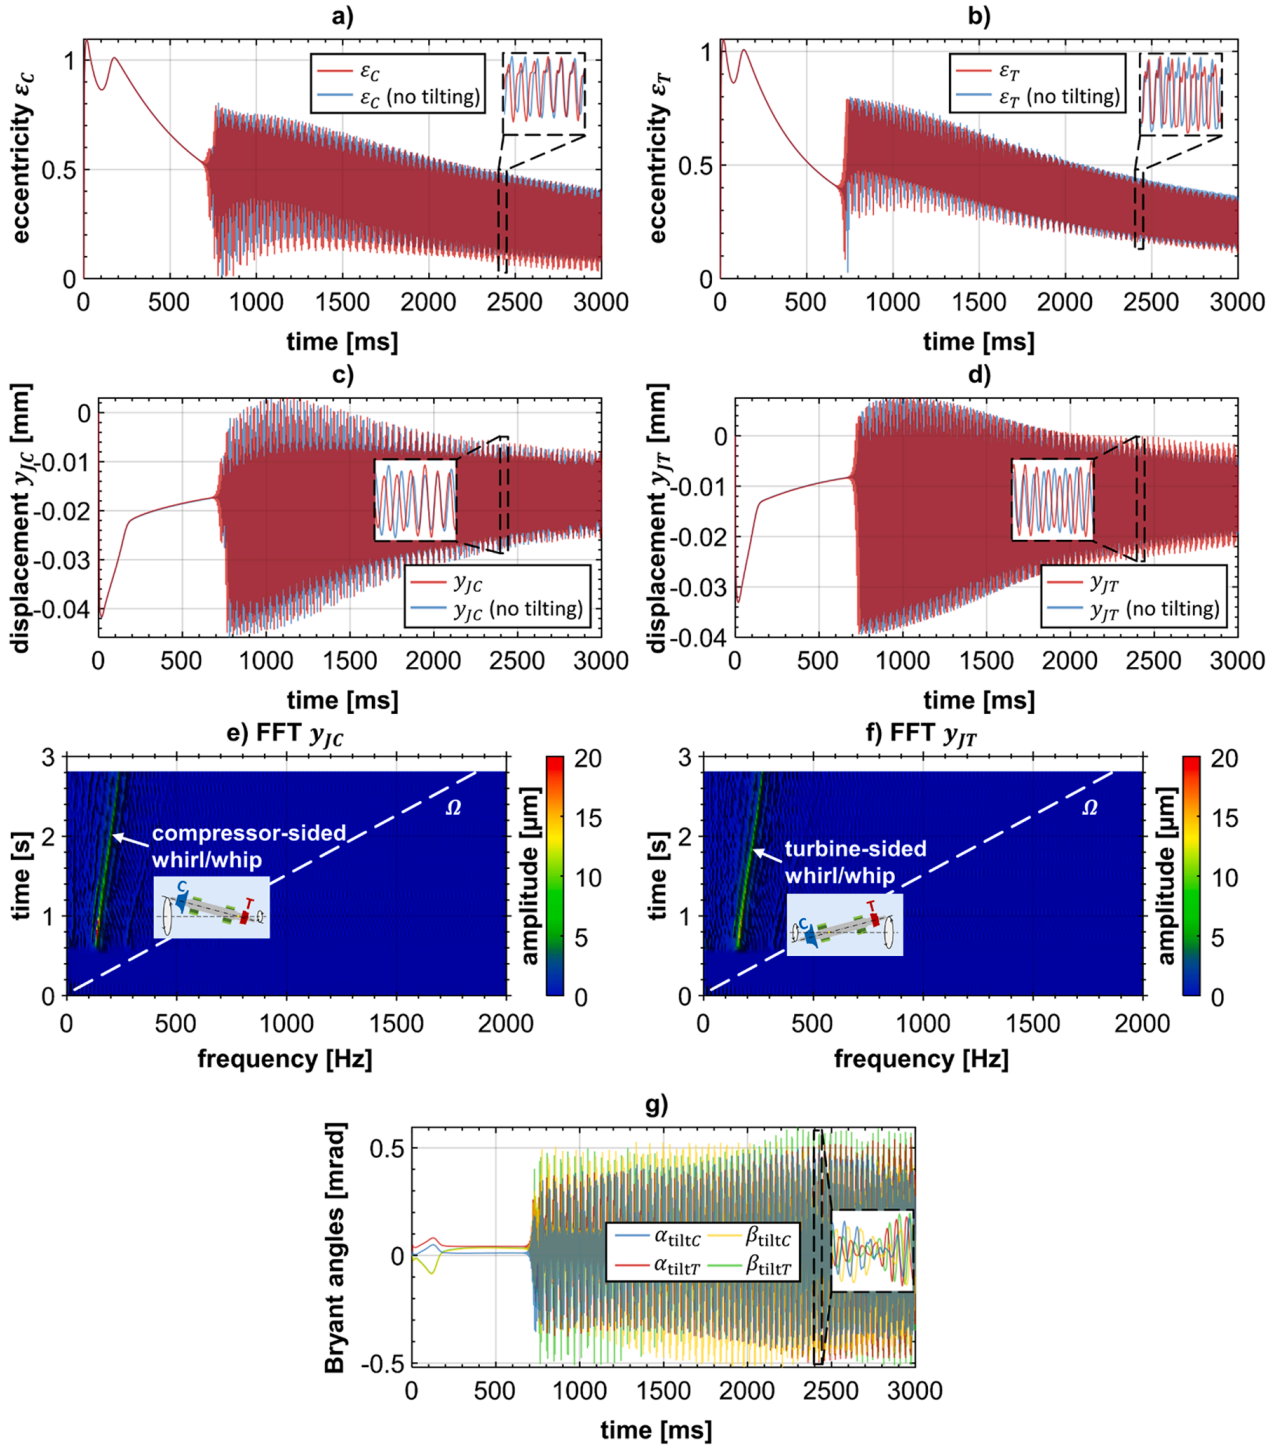 a)
eccentricity ε_C
1
0.5
0
ε_C
ε_C (no tilting)
0 500 1000 1500 2000 2500 3000
time [ms]
b)
eccentricity ε_T
1
0.5
0
ε_T
ε_T (no tilting)
0 500 1000 1500 2000 2500 3000
time [ms]
c)
displacement y_JC [mm]
0
-0.01
-0.02
-0.03
-0.04
y_JC
y_JC (no tilting)
0 500 1000 1500 2000 2500 3000
time [ms]
d)
displacement y_JT [mm]
0
-0.01
-0.02
-0.03
-0.04
y_JT
y_JT (no tilting)
0 500 1000 1500 2000 2500 3000
time [ms]
e) FFT y_JC
time [s]
3
2
1
0
Ω
compressor-sided
whirl/whip
C
T
0 500 1000 1500 2000
frequency [Hz]
20
15
10
5
0
amplitude [μm]
f) FFT y_JT
time [s]
3
2
1
0
Ω
turbine-sided
whirl/whip
T
C
0 500 1000 1500 2000
frequency [Hz]
20
15
10
5
0
amplitude [μm]
g)
Bryant angles [mrad]
0.5
0
-0.5
α_tiltC β_tiltC
α_tiltT β_tiltT
0 500 1000 1500 2000 2500 3000
time [ms]